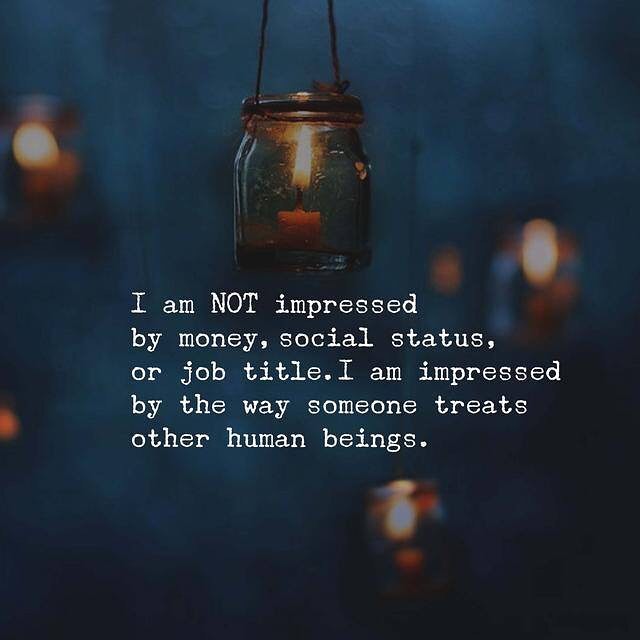 I am NOT impressed
by money, social status,
or job title. I am impressed
by the way someone treats
other human beings.